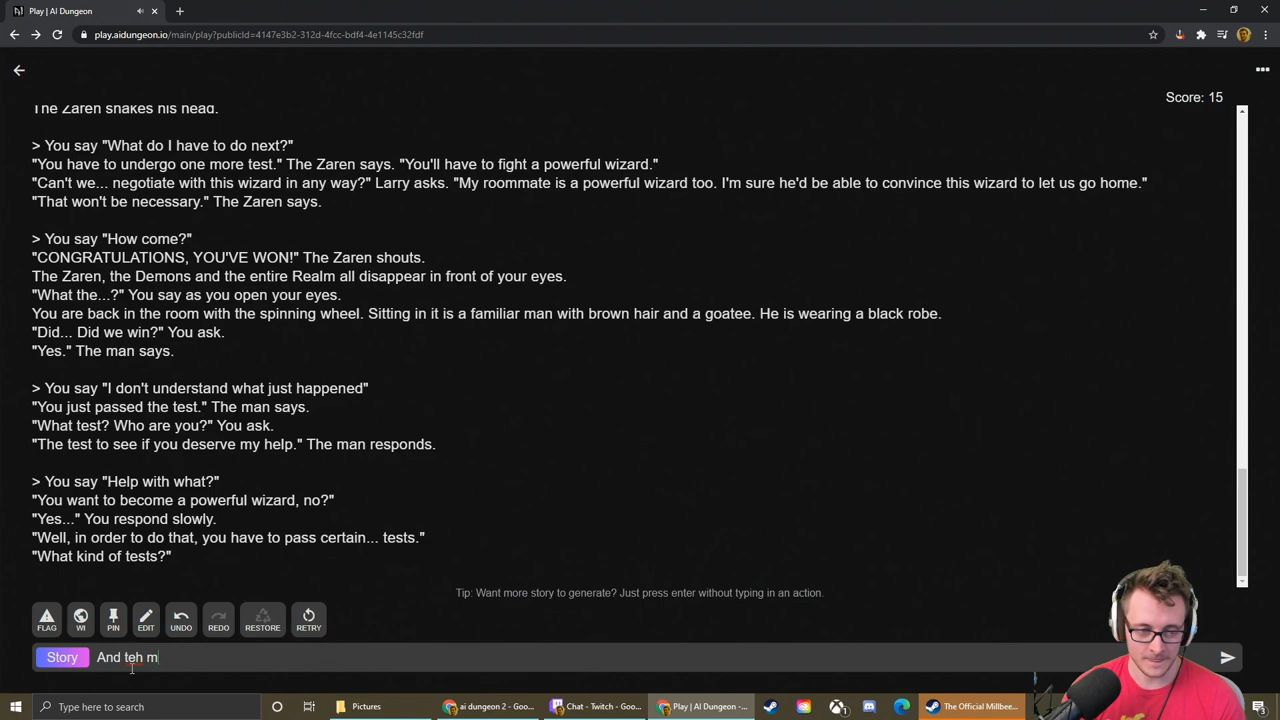 Play | AI Dungeon
play.aidungeon.io/main/play?publicId=4147e3b2-312d-4fcc-bdf4-4e1145c32fdf
Score: 15
The Zaren shakes his head.
> You say "What do I have to do next?"
"You have to undergo one more test." The Zaren says. "You'll have to fight a powerful wizard."
"Can't we... negotiate with this wizard in any way?" Larry asks. "My roommate is a powerful wizard too. I'm sure he'd be able to convince this wizard to let us go home."
"That won't be necessary." The Zaren says.
> You say "How come?"
"CONGRATULATIONS, YOU'VE WON!" The Zaren shouts.
The Zaren, the Demons and the entire Realm all disappear in front of your eyes.
"What the...?" You say as you open your eyes.
You are back in the room with the spinning wheel. Sitting in it is a familiar man with brown hair and a goatee. He is wearing a black robe.
"Did... Did we win?" You ask.
"Yes." The man says.
> You say "I don't understand what just happened"
"You just passed the test." The man says.
"What test? Who are you?" You ask.
"The test to see if you deserve my help." The man responds.
> You say "Help with what?"
"You want to become a powerful wizard, no?"
"Yes..." You respond slowly.
"Well, in order to do that, you have to pass certain... tests."
"What kind of tests?"
Tip: Want more story to generate? Just press enter without typing in an action.
FLAG WI PIN EDIT UNDO REDO RESTORE RETRY
Story And teh m
Type here to search Pictures ai dungeon 2 - Goo... Chat - Twitch - Goo... Play | AI Dungeon -... The Official Millbee...